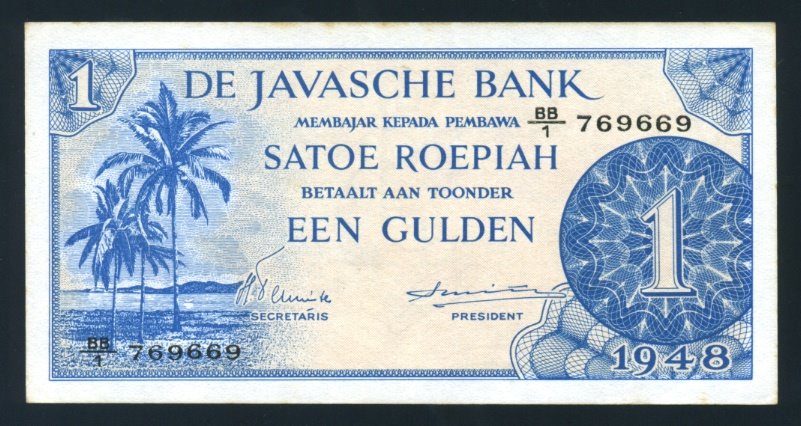 1
DE JAVASCHE BANK
MEMBAJAR KEPADA PEMBAWA BB/1 769669
SATOE ROEPIAH
BETAALT AAN TOONDER
EEN GULDEN
1
SECRETARIS PRESIDENT
BB/1 769669
1948